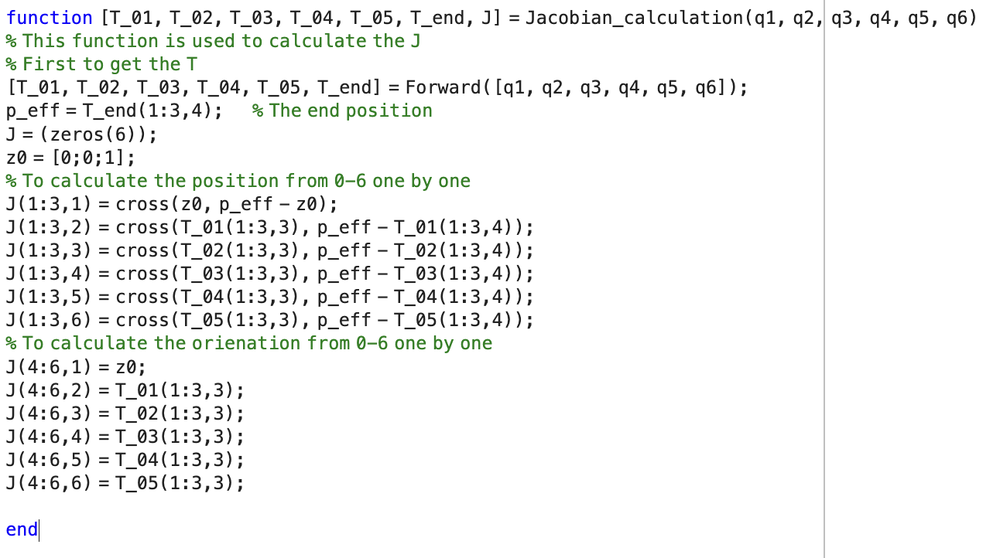 function [T_01, T_02, T_03, T_04, T_05, T_end, J] = Jacobian_calculation(q1, q2, q3, q4, q5, q6)
% This function is used to calculate the J
% First to get the T
[T_01, T_02, T_03, T_04, T_05, T_end] = Forward([q1, q2, q3, q4, q5, q6]);
p_eff = T_end(1:3,4);   % The end position
J = (zeros(6));
z0 = [0;0;1];
% To calculate the position from 0-6 one by one
J(1:3,1) = cross(z0, p_eff - z0);
J(1:3,2) = cross(T_01(1:3,3), p_eff - T_01(1:3,4));
J(1:3,3) = cross(T_02(1:3,3), p_eff - T_02(1:3,4));
J(1:3,4) = cross(T_03(1:3,3), p_eff - T_03(1:3,4));
J(1:3,5) = cross(T_04(1:3,3), p_eff - T_04(1:3,4));
J(1:3,6) = cross(T_05(1:3,3), p_eff - T_05(1:3,4));
% To calculate the orienation from 0-6 one by one
J(4:6,1) = z0;
J(4:6,2) = T_01(1:3,3);
J(4:6,3) = T_02(1:3,3);
J(4:6,4) = T_03(1:3,3);
J(4:6,5) = T_04(1:3,3);
J(4:6,6) = T_05(1:3,3);
end